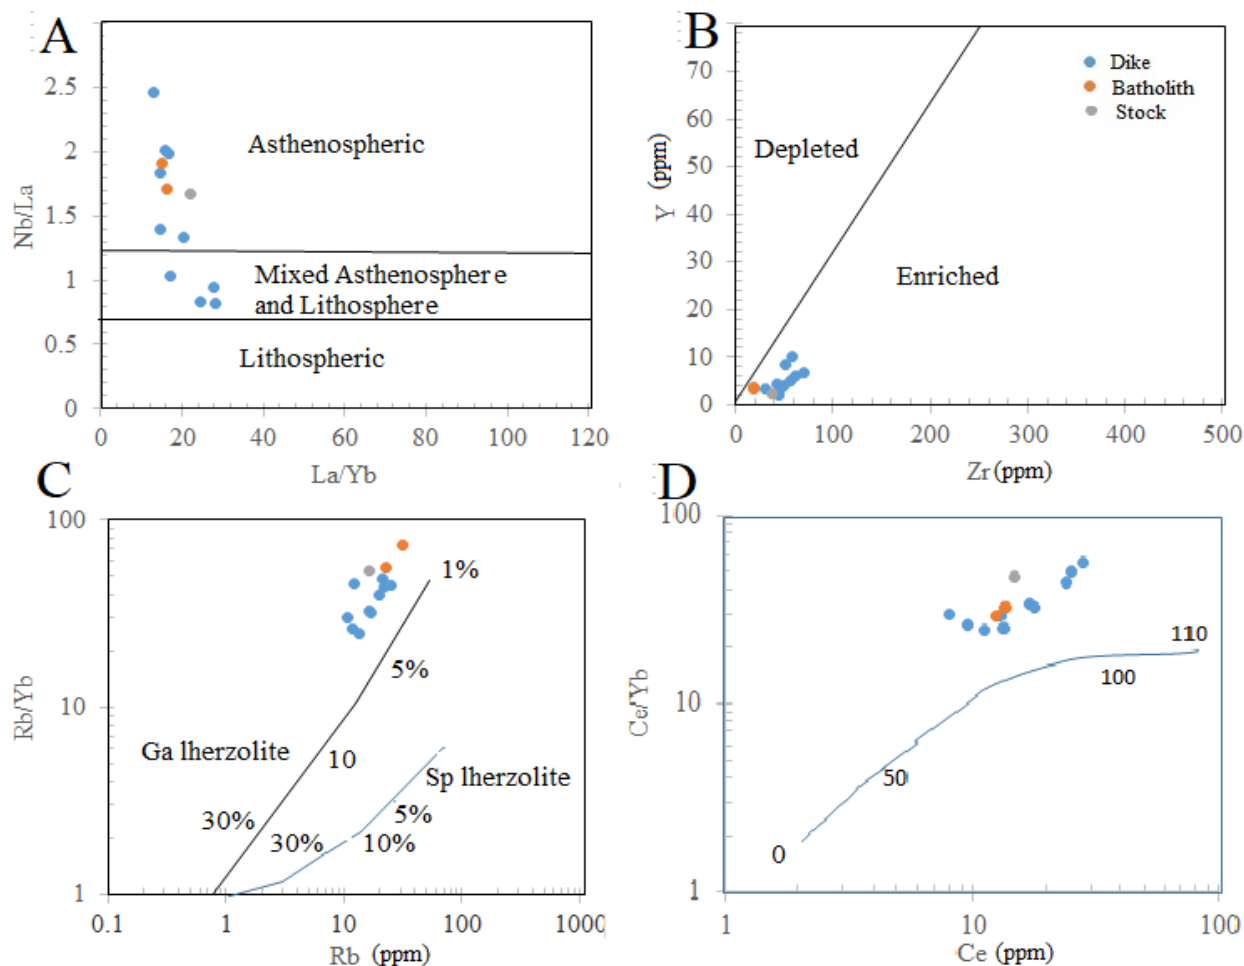 A
2.5
2
1.5
1
0.5
0
Nb/La
Asthenospheric
Mixed Asthenosphere
and Lithosphere
Lithospheric
0
20
40
60
80
100
120
La/Yb
B
70
60
50
40
30
20
10
0
Y (ppm)
Dike
Batholith
Stock
Depleted
Enriched
0
100
200
300
400
500
Zr (ppm)
C
100
10
1
Rb/Yb
1%
5%
10
30%
Ga lherzolite
Sp lherzolite
5%
10%
30%
0.1
1
10
100
1000
Rb (ppm)
D
100
10
1
Ce/Yb
110
100
50
0
1
10
100
Ce (ppm)